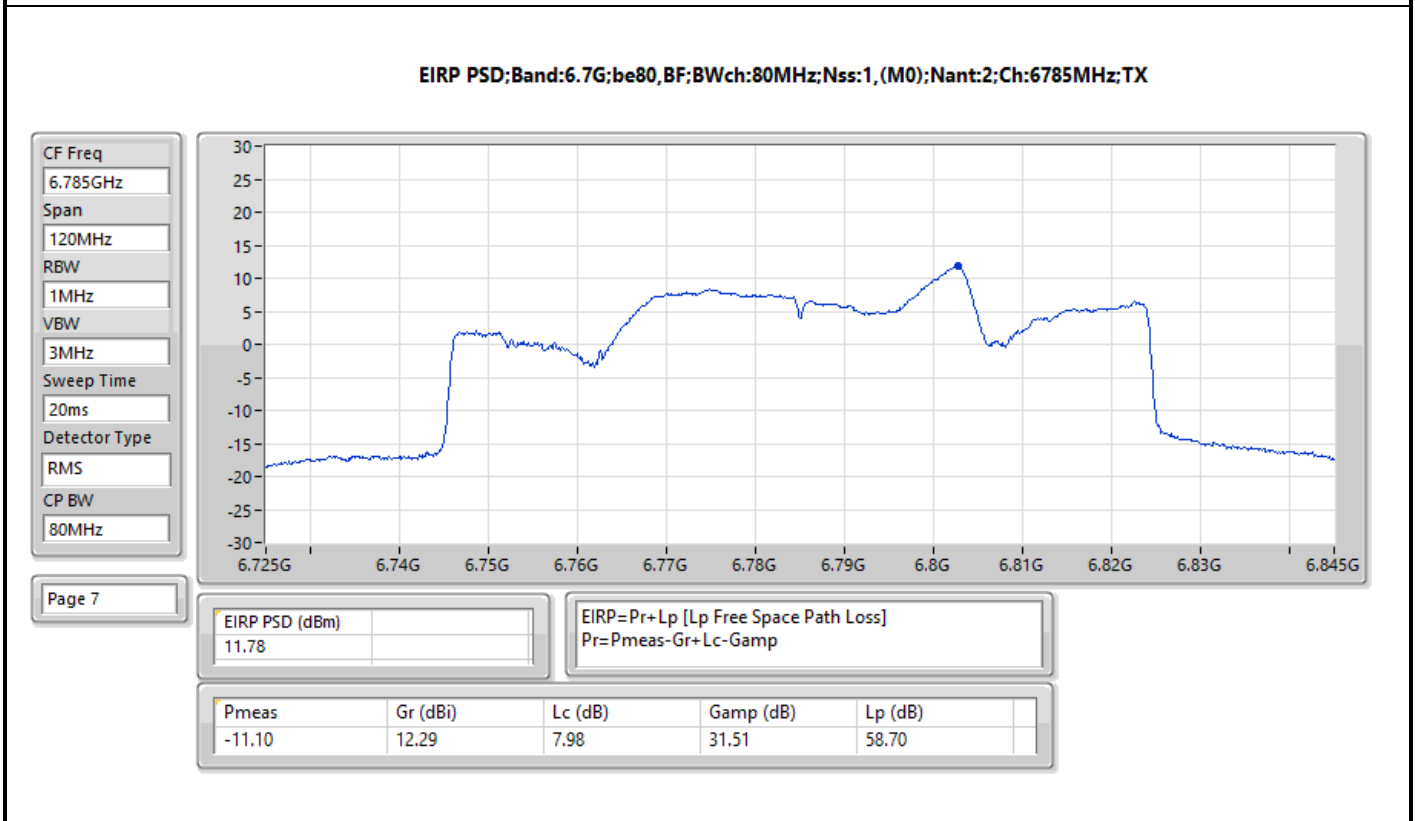 EIRP PSD;Band:6.7G;be80,BF;BWch:80MHz;Nss:1,(M0);Nant:2;Ch:6785MHz;TX
CF Freq
6.785GHz
Span
120MHz
RBW
1MHz
VBW
3MHz
Sweep Time
20ms
Detector Type
RMS
CP BW
80MHz
Page 7
30
25
20
15
10
5
0
-5
-10
-15
-20
-25
-30
6.725G 6.74G 6.75G 6.76G 6.77G 6.78G 6.79G 6.8G 6.81G 6.82G 6.83G 6.845G
EIRP PSD (dBm)
11.78
EIRP=Pr+Lp [Lp Free Space Path Loss]
Pr=Pmeas-Gr+Lc-Gamp
Pmeas Gr (dBi) Lc (dB) Gamp (dB) Lp (dB)
-11.10 12.29 7.98 31.51 58.70